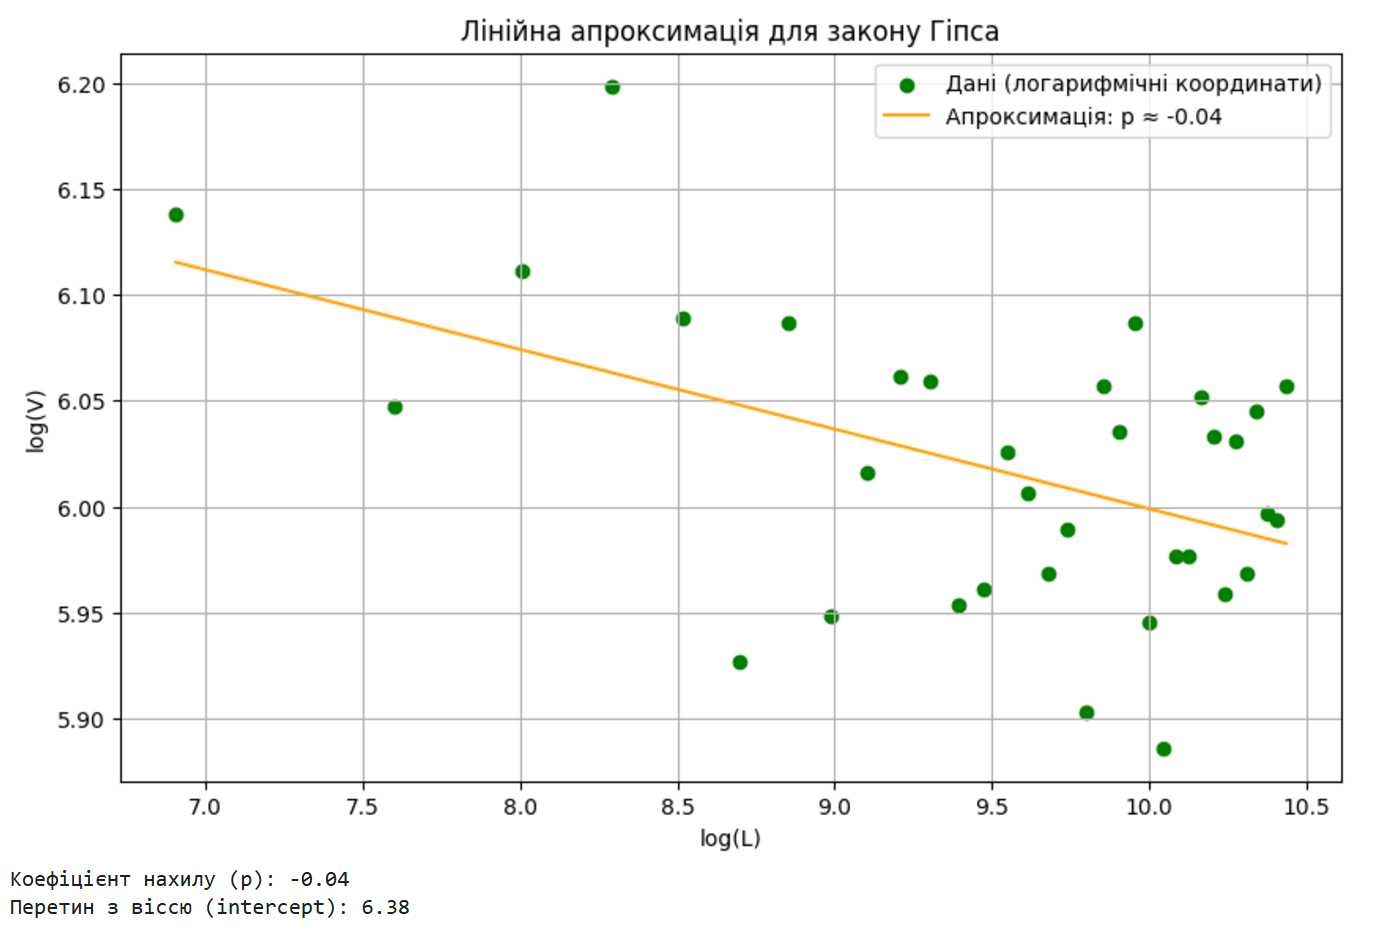 Лінійна апроксимація для закону Гіпса
Дані (логарифмічні координати)
Апроксимація: p ≈ -0.04
6.20
6.15
6.10
6.05
6.00
5.95
5.90
log(V)
7.0 7.5 8.0 8.5 9.0 9.5 10.0 10.5
log(L)
Коефіцієнт нахилу (p): -0.04
Перетин з віссю (intercept): 6.38